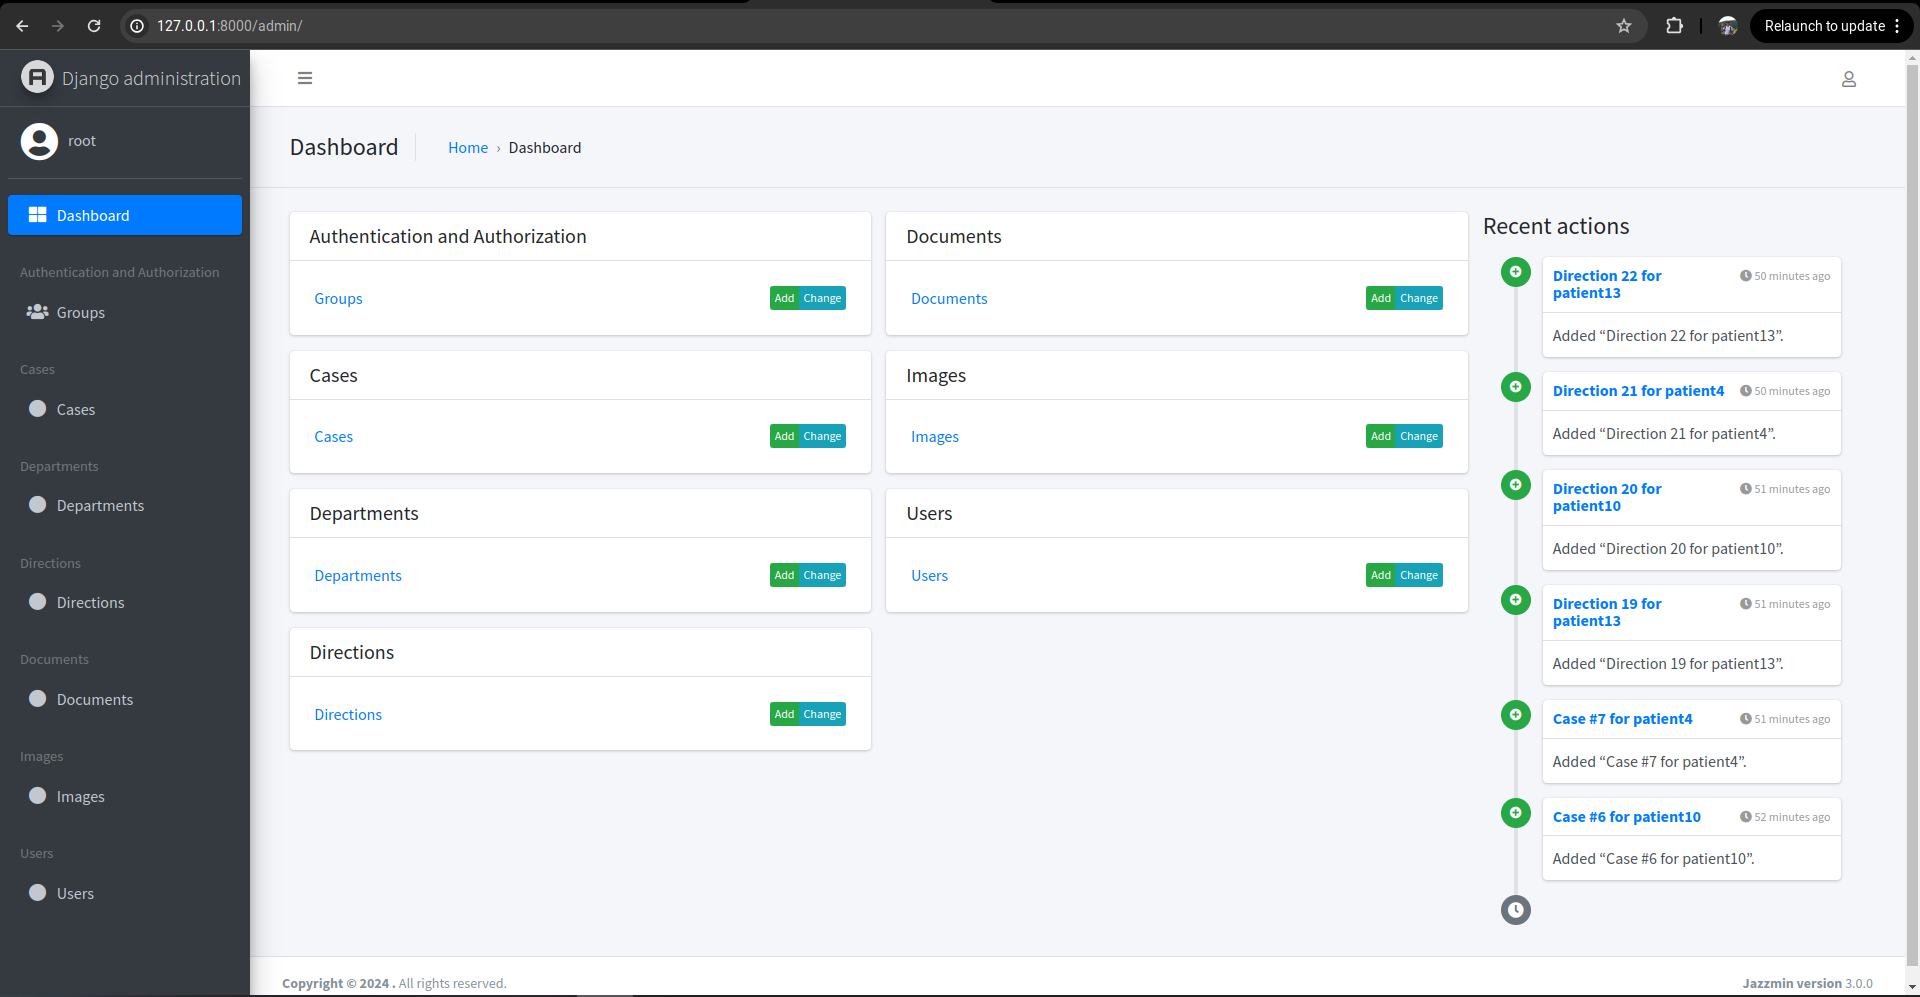 127.0.0.1:8000/admin/
Relaunch to update
Django administration
root
Dashboard
Authentication and Authorization
Groups
Cases
Cases
Departments
Departments
Directions
Directions
Documents
Documents
Images
Images
Users
Users
Dashboard
Home › Dashboard
Authentication and Authorization
Groups Add Change
Cases
Cases Add Change
Departments
Departments Add Change
Directions
Directions Add Change
Documents
Documents Add Change
Images
Images Add Change
Users
Users Add Change
Recent actions
Direction 22 for 50 minutes ago
patient13
Added “Direction 22 for patient13”.
Direction 21 for patient4 50 minutes ago
Added “Direction 21 for patient4”.
Direction 20 for 51 minutes ago
patient10
Added “Direction 20 for patient10”.
Direction 19 for 51 minutes ago
patient13
Added “Direction 19 for patient13”.
Case #7 for patient4 51 minutes ago
Added “Case #7 for patient4”.
Case #6 for patient10 52 minutes ago
Added “Case #6 for patient10”.
Copyright © 2024 . All rights reserved.
Jazzmin version 3.0.0